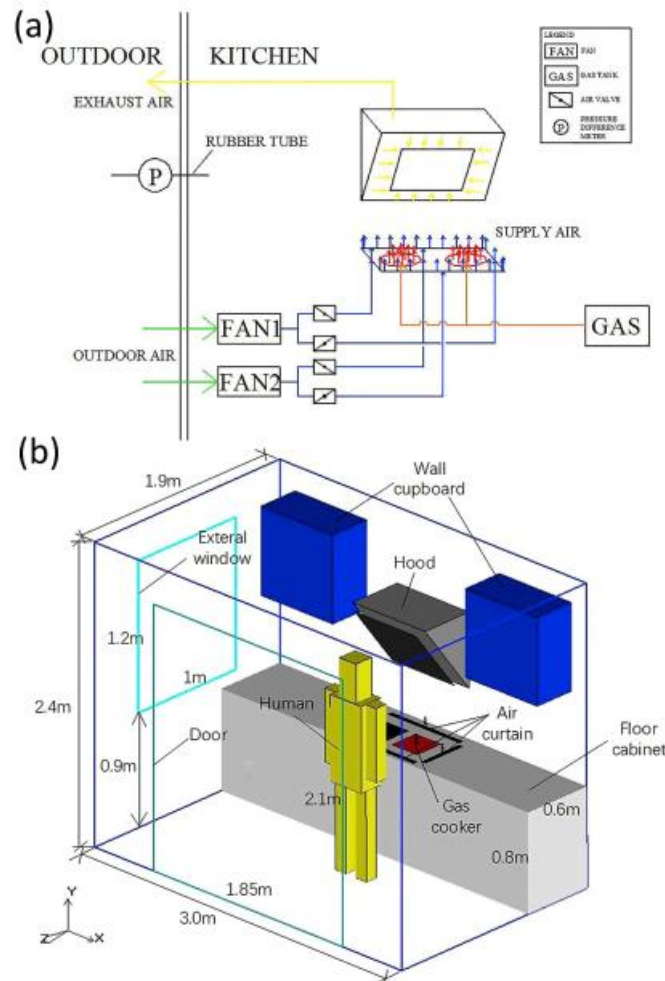 (a)
OUTDOOR
KITCHEN
EXHAUST AIR
RUBBER TUBE
P
LEGEND
FAN FAN
GAS GAS TANK
AIR VALVE
P PRESSURE
DIFFERENCE
METER
SUPPLY AIR
FAN1
OUTDOOR AIR
FAN2
GAS
(b)
1.9m
Wall
cupboard
Exteral
window
Hood
1.2m
1m
2.4m
Human
Air
curtain
Door
Floor
cabinet
0.9m
2.1m
Gas
cooker
0.6m
0.8m
1.85m
3.0m
Y
Z
X